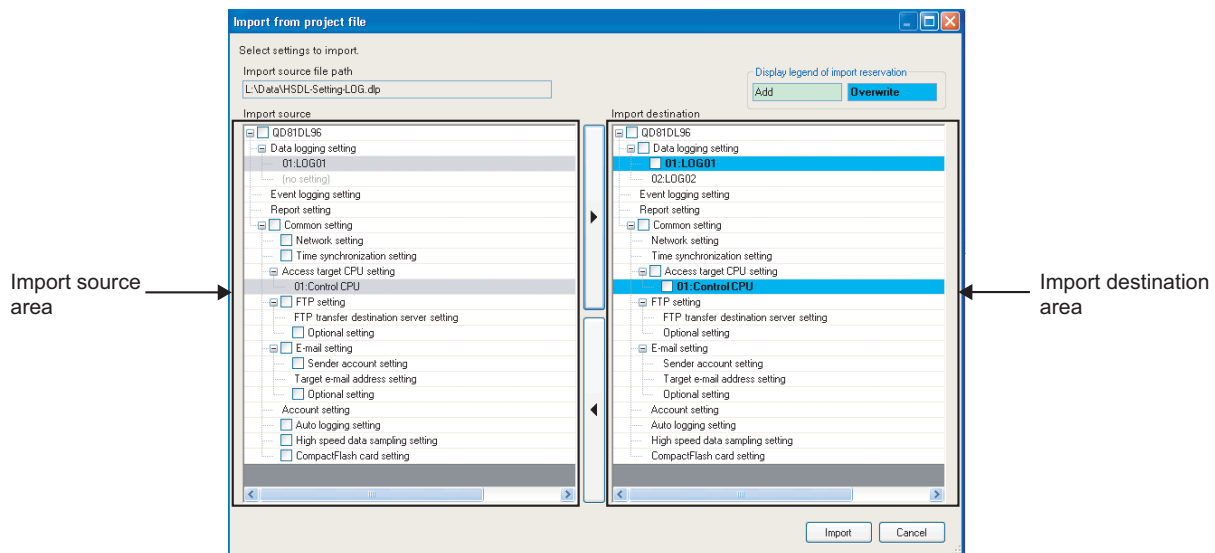 Import from project file
Select settings to import.
Import source file path
L:\Data\HSDL-Setting-LOG.dlp
Display legend of import reservation
Add
Overwrite
Import source
QD81DL96
Data logging setting
01:LOG01
(no setting)
Event logging setting
Report setting
Common setting
Network setting
Time synchronization setting
Access target CPU setting
01:Control CPU
FTP setting
FTP transfer destination server setting
Optional setting
E-mail setting
Sender account setting
Target e-mail address setting
Optional setting
Account setting
Auto logging setting
High speed data sampling setting
CompactFlash card setting
Import destination
QD81DL96
Data logging setting
01:LOG01
02:LOG02
Event logging setting
Report setting
Common setting
Network setting
Time synchronization setting
Access target CPU setting
01:Control CPU
FTP setting
FTP transfer destination server setting
Optional setting
E-mail setting
Sender account setting
Target e-mail address setting
Optional setting
Account setting
Auto logging setting
High speed data sampling setting
CompactFlash card setting
Import
Cancel
Import source
area
Import destination
area